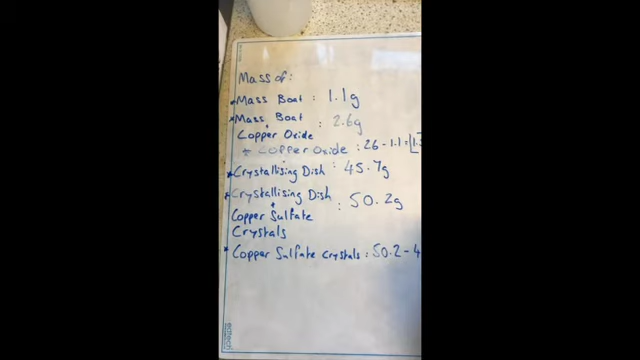 Mass of:
* Mass Boat : 1.1g
* Mass Boat
+ : 2.6g
Copper Oxide
* Copper Oxide : 26 - 1.1 =
* Crystallising Dish : 45.7g
* Crystallising Dish
+ : 50.2g
Copper Sulfate
Crystals
* Copper Sulfate crystals : 50.2 - 4